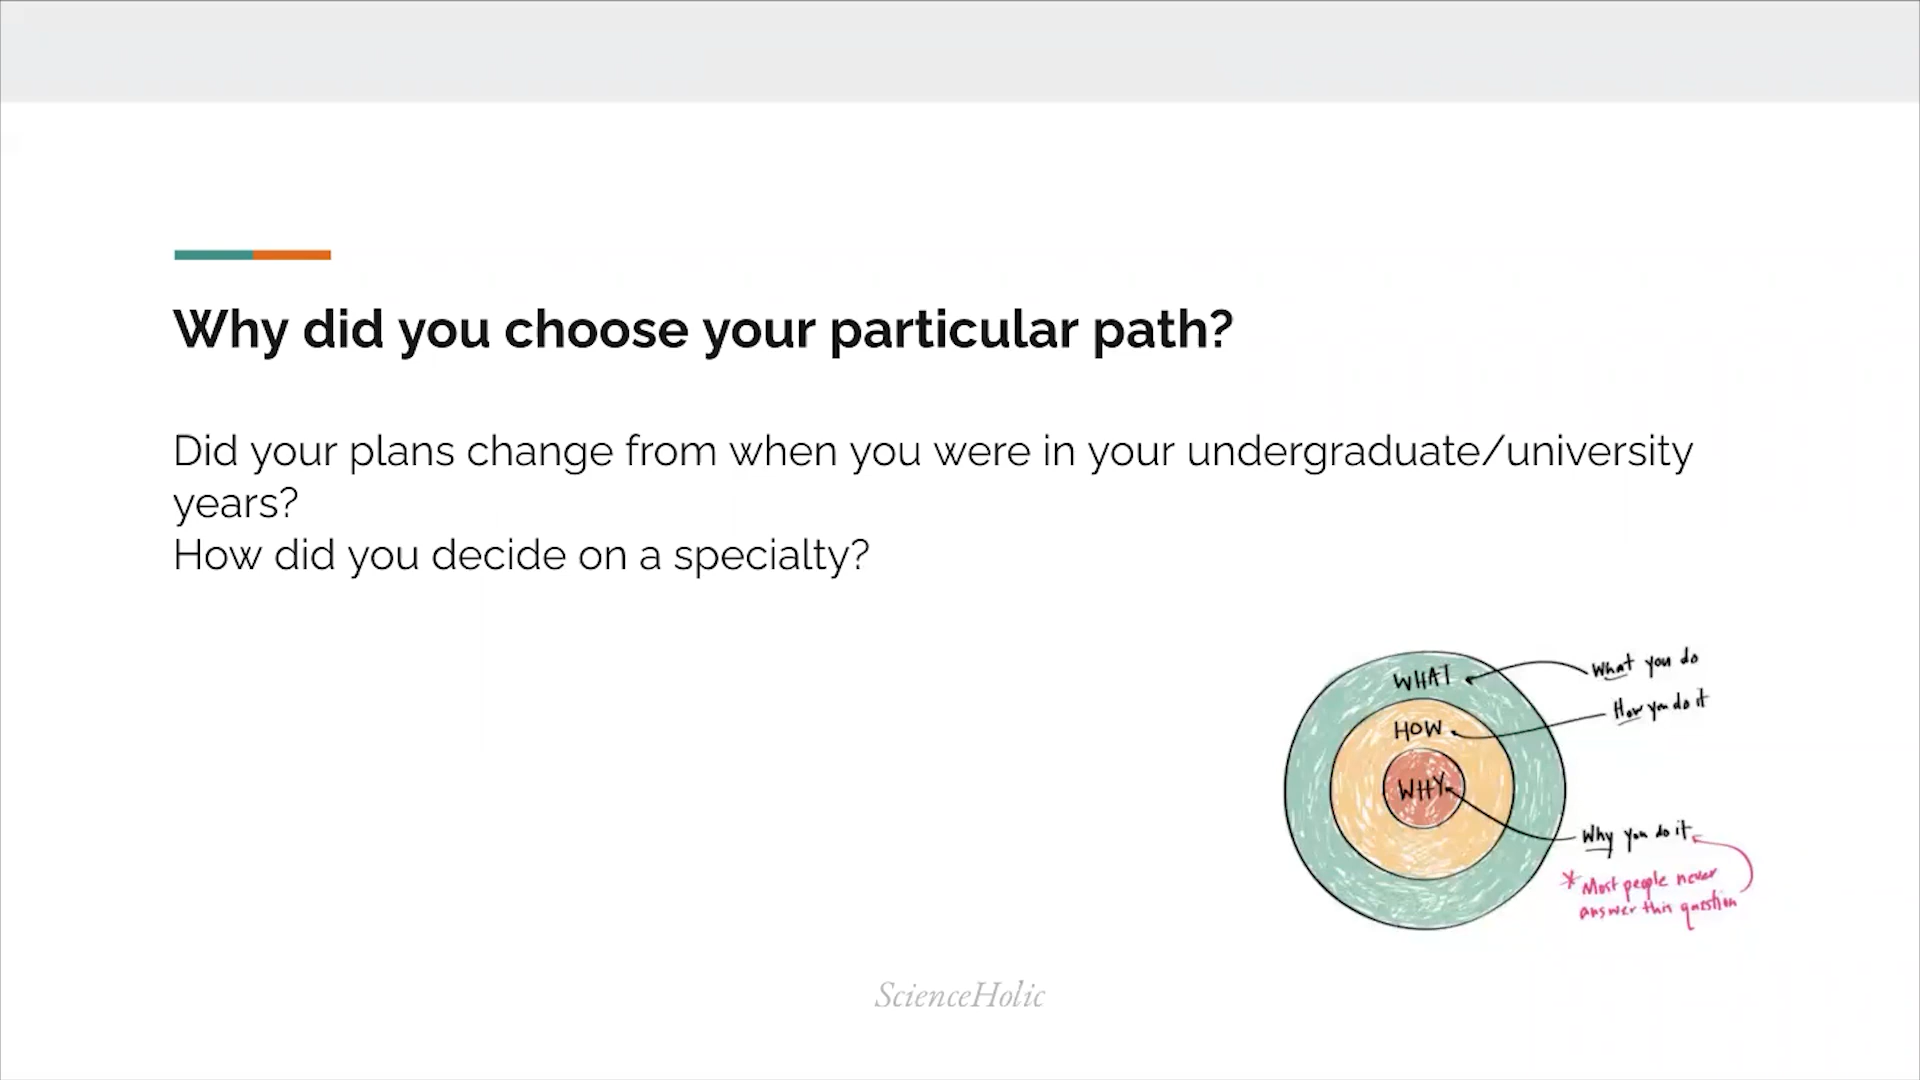 Why did you choose your particular path?
Did your plans change from when you were in your undergraduate/university
years?
How did you decide on a specialty?
WHAT
What you do
How you do it
HOW
WHY
Why you do it
* Most people never
answer this question
ScienceHolic